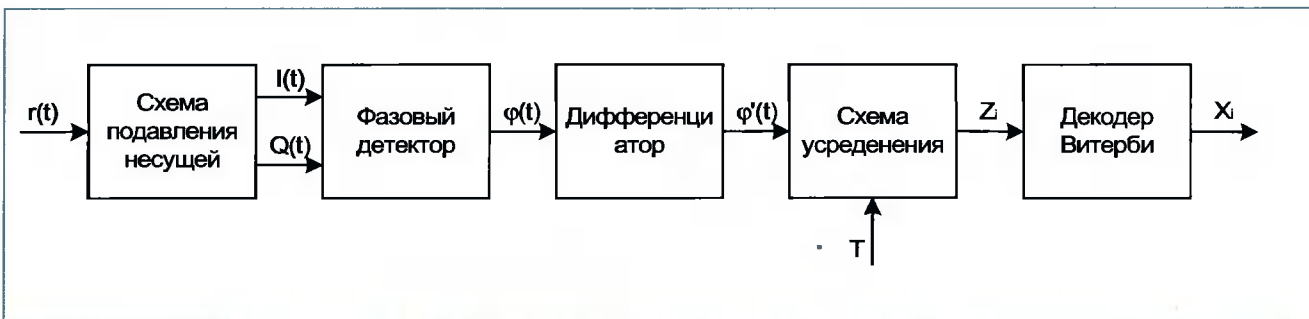 r(t)
Схема
подавления
несущей
I(t)
Q(t)
Фазовый
детектор
φ(t)
Дифференци
атор
φ'(t)
Схема
усреденения
T
Zi
Декодер
Витерби
Xi